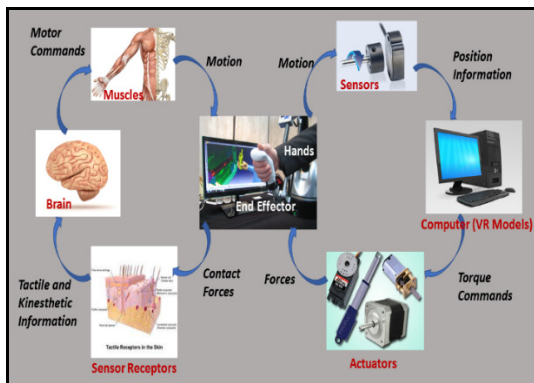 Motor
Commands
Muscles
Motion
Motion
Sensors
Position
Information
Brain
Hands
End Effector
Computer (VR Models)
Tactile and
Kinesthetic
Information
Contact
Forces
Forces
Torque
Commands
Tactile Receptors in the Skin
Sensor Receptors
Actuators